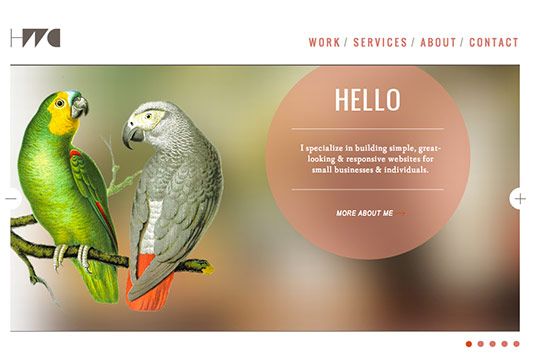 HWC
WORK / SERVICES / ABOUT / CONTACT
HELLO
I specialize in building simple, great-
looking & responsive websites for
small businesses & individuals.
MORE ABOUT ME →